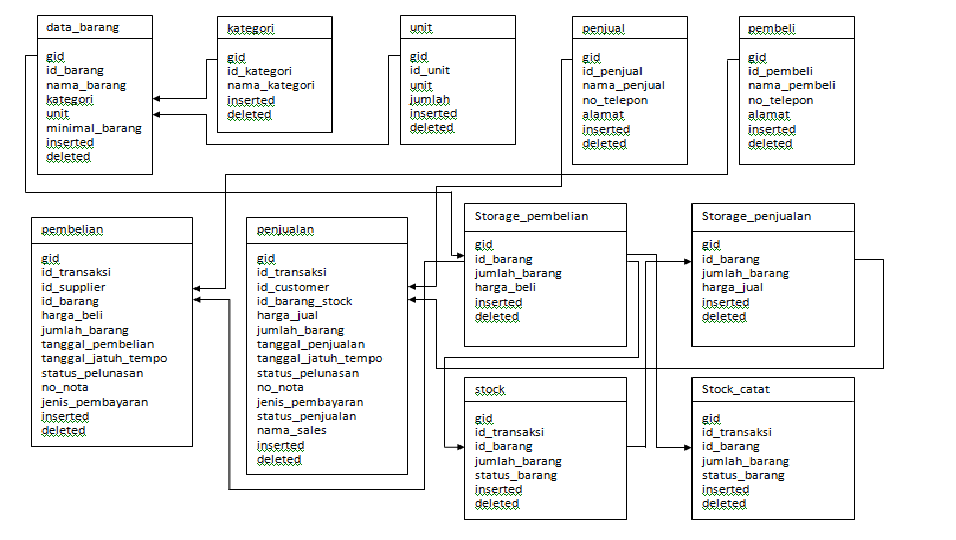 data_barang
gid
id_barang
nama_barang
kategori
unit
minimal_barang
inserted
deleted
kategori
gid
id_kategori
nama_kategori
inserted
deleted
unit
gid
id_unit
unit
jumlah
inserted
deleted
penjual
gid
id_penjual
nama_penjual
no_telepon
alamat
inserted
deleted
pembeli
gid
id_pembeli
nama_pembeli
no_telepon
alamat
inserted
deleted
pembelian
gid
id_transaksi
id_supplier
id_barang
harga_beli
jumlah_barang
tanggal_pembelian
tanggal_jatuh_tempo
status_pelunasan
no_nota
jenis_pembayaran
inserted
deleted
penjualan
gid
id_transaksi
id_customer
id_barang_stock
harga_jual
jumlah_barang
tanggal_penjualan
tanggal_jatuh_tempo
status_pelunasan
no_nota
jenis_pembayaran
status_penjualan
nama_sales
inserted
deleted
Storage_pembelian
gid
id_barang
jumlah_barang
harga_beli
inserted
deleted
Storage_penjualan
gid
id_barang
jumlah_barang
harga_jual
inserted
deleted
stock
gid
id_transaksi
id_barang
jumlah_barang
status_barang
inserted
deleted
Stock_catat
gid
id_transaksi
id_barang
jumlah_barang
status_barang
inserted
deleted